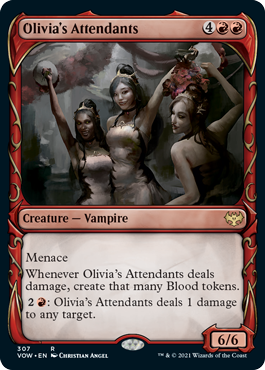 Olivia's Attendants 4
Creature — Vampire
Menace
Whenever Olivia's Attendants deals
damage, create that many Blood tokens.
2 : Olivia's Attendants deals 1 damage
to any target.
6/6
307 R
VOW • EN CHRISTIAN ANGEL ™ & © 2021 Wizards of the Coast